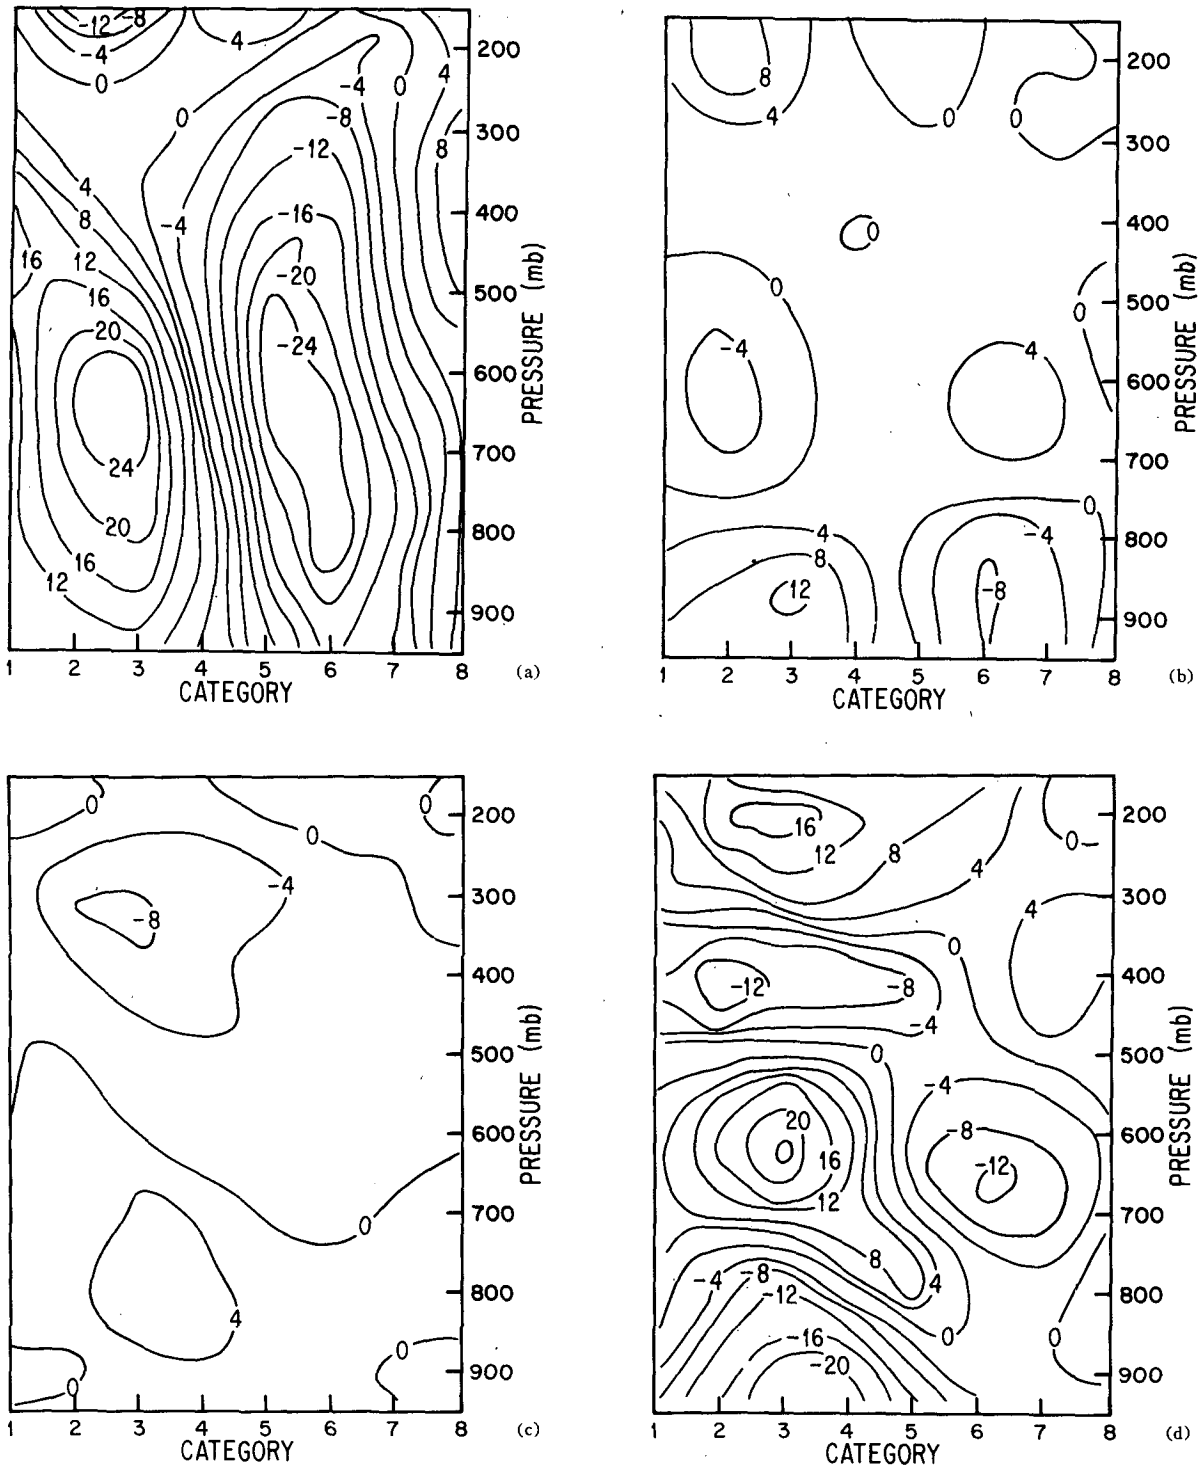 -12 -8
-4 4 200
0 -4 0 4
0 -8 300
-12 8
4
8 -4 -16 400
16 12 -20
16 500
20 -24
600
24 700
20 800
16
12 900
PRESSURE (mb)
1 2 3 4 5 6 7 8
CATEGORY
(a)
8 200
4 0 0
300
0 400
0 500
0
-4 4 600
700
0
4 -4 800
8
12 -8 900
PRESSURE (mb)
1 2 3 4 5 6 7 8
CATEGORY
(b)
0 0 200
0
-4 300
-8
400
500
600
0 700
4 800
0 900
0
PRESSURE (mb)
1 2 3 4 5 6 7 8
CATEGORY
(c)
16 200
12 8 0
4 300
4
0
-12 -8 400
-4
0 500
-4
20 -8 600
16 -12
12 700
8
-4 -8 4 800
-12
-16 0 0
-20 900
PRESSURE (mb)
1 2 3 4 5 6 7 8
CATEGORY
(d)